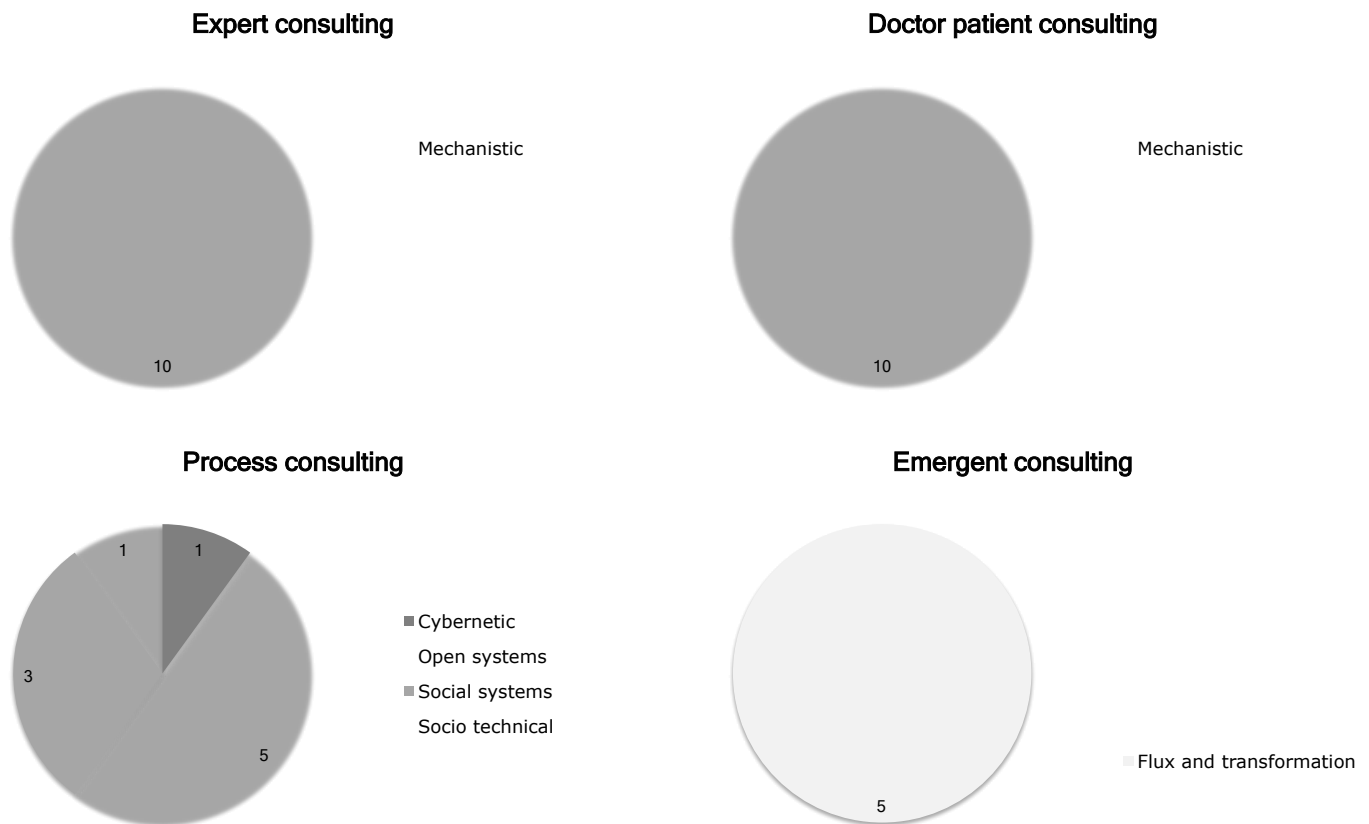 Expert consulting
Mechanistic
10
Doctor patient consulting
Mechanistic
10
Process consulting
1
1
3
5
Cybernetic
Open systems
Social systems
Socio technical
Emergent consulting
5
Flux and transformation